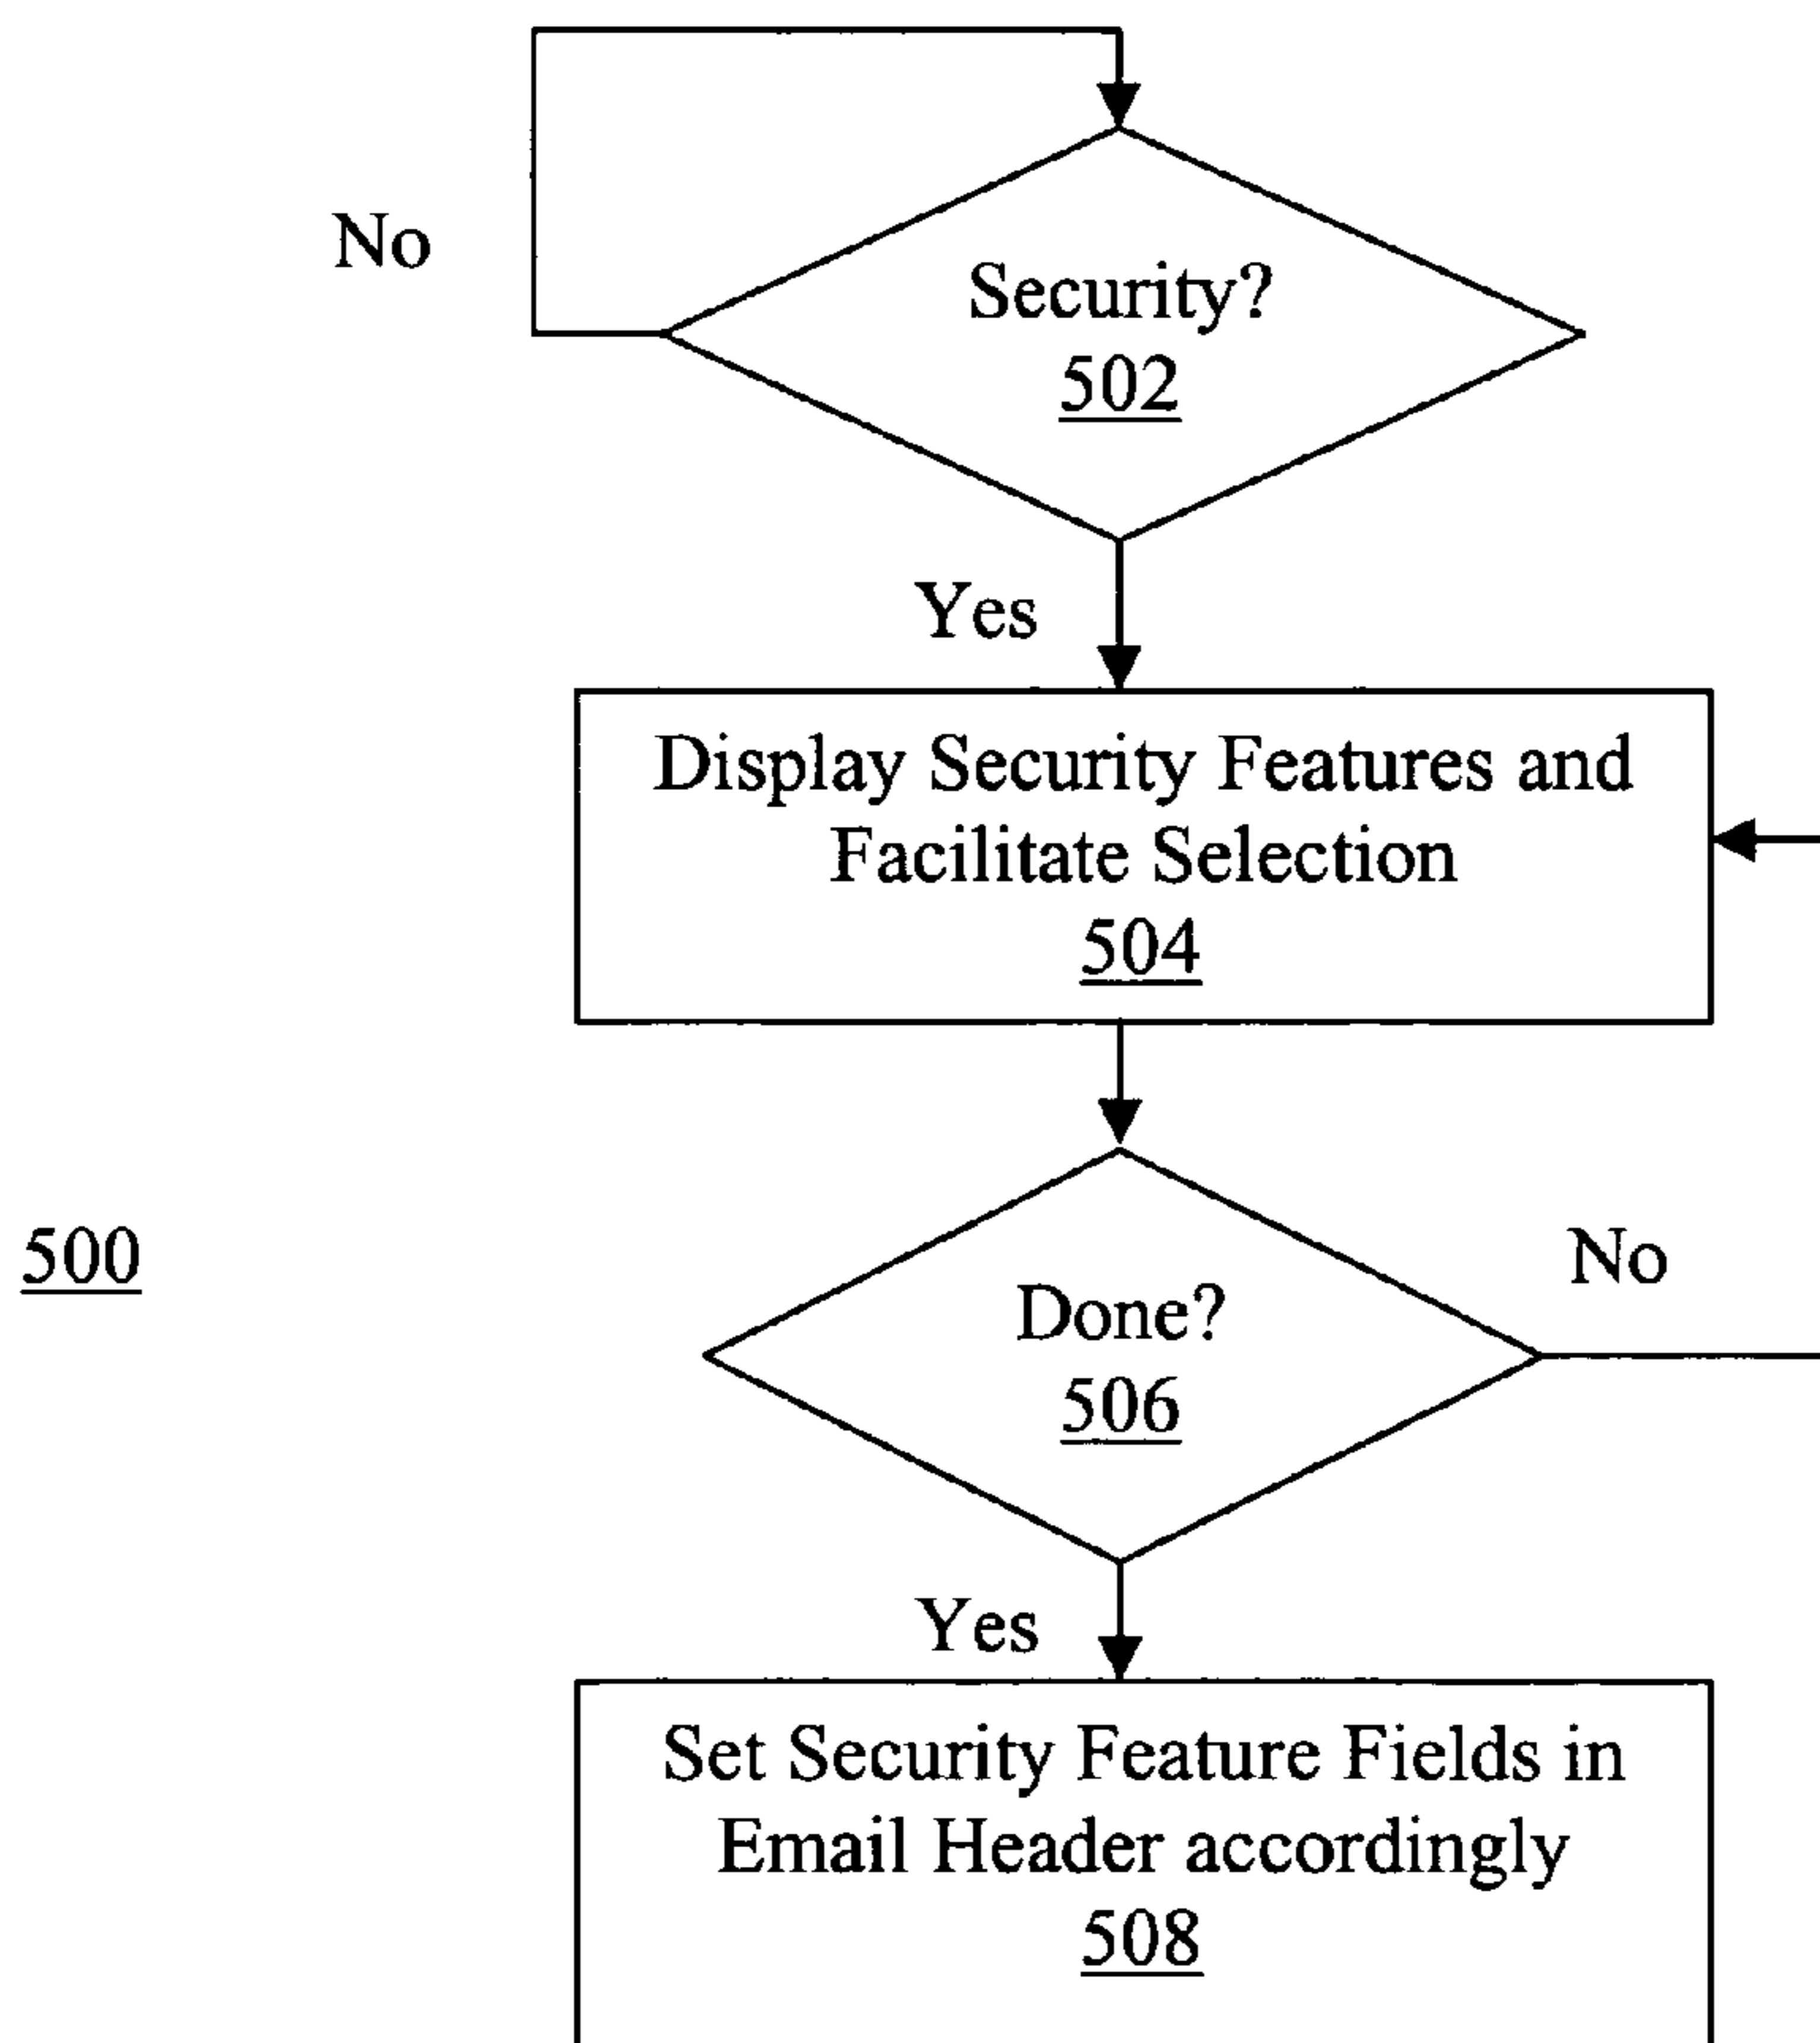 No
Security?
502
Yes
Display Security Features and
Facilitate Selection
504
500
No
Done?
506
Yes
Set Security Feature Fields in
Email Header accordingly
508